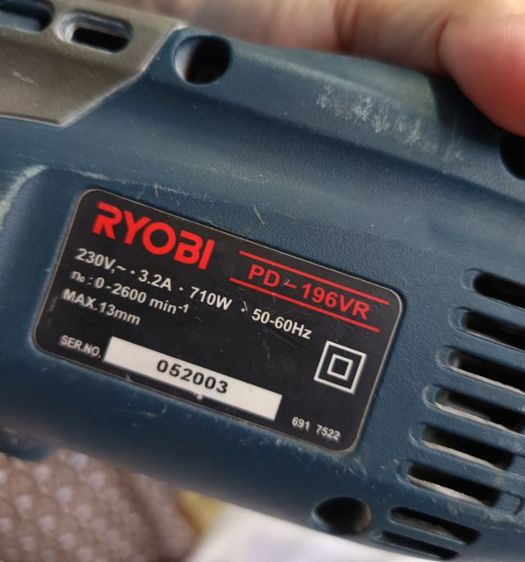 RYOBI
PD-196VR
230V.~ · 3.2A · 710W · 50-60Hz
n₀ : 0-2600 min⁻¹
MAX.13mm
SER.NO. 052003
691 7522